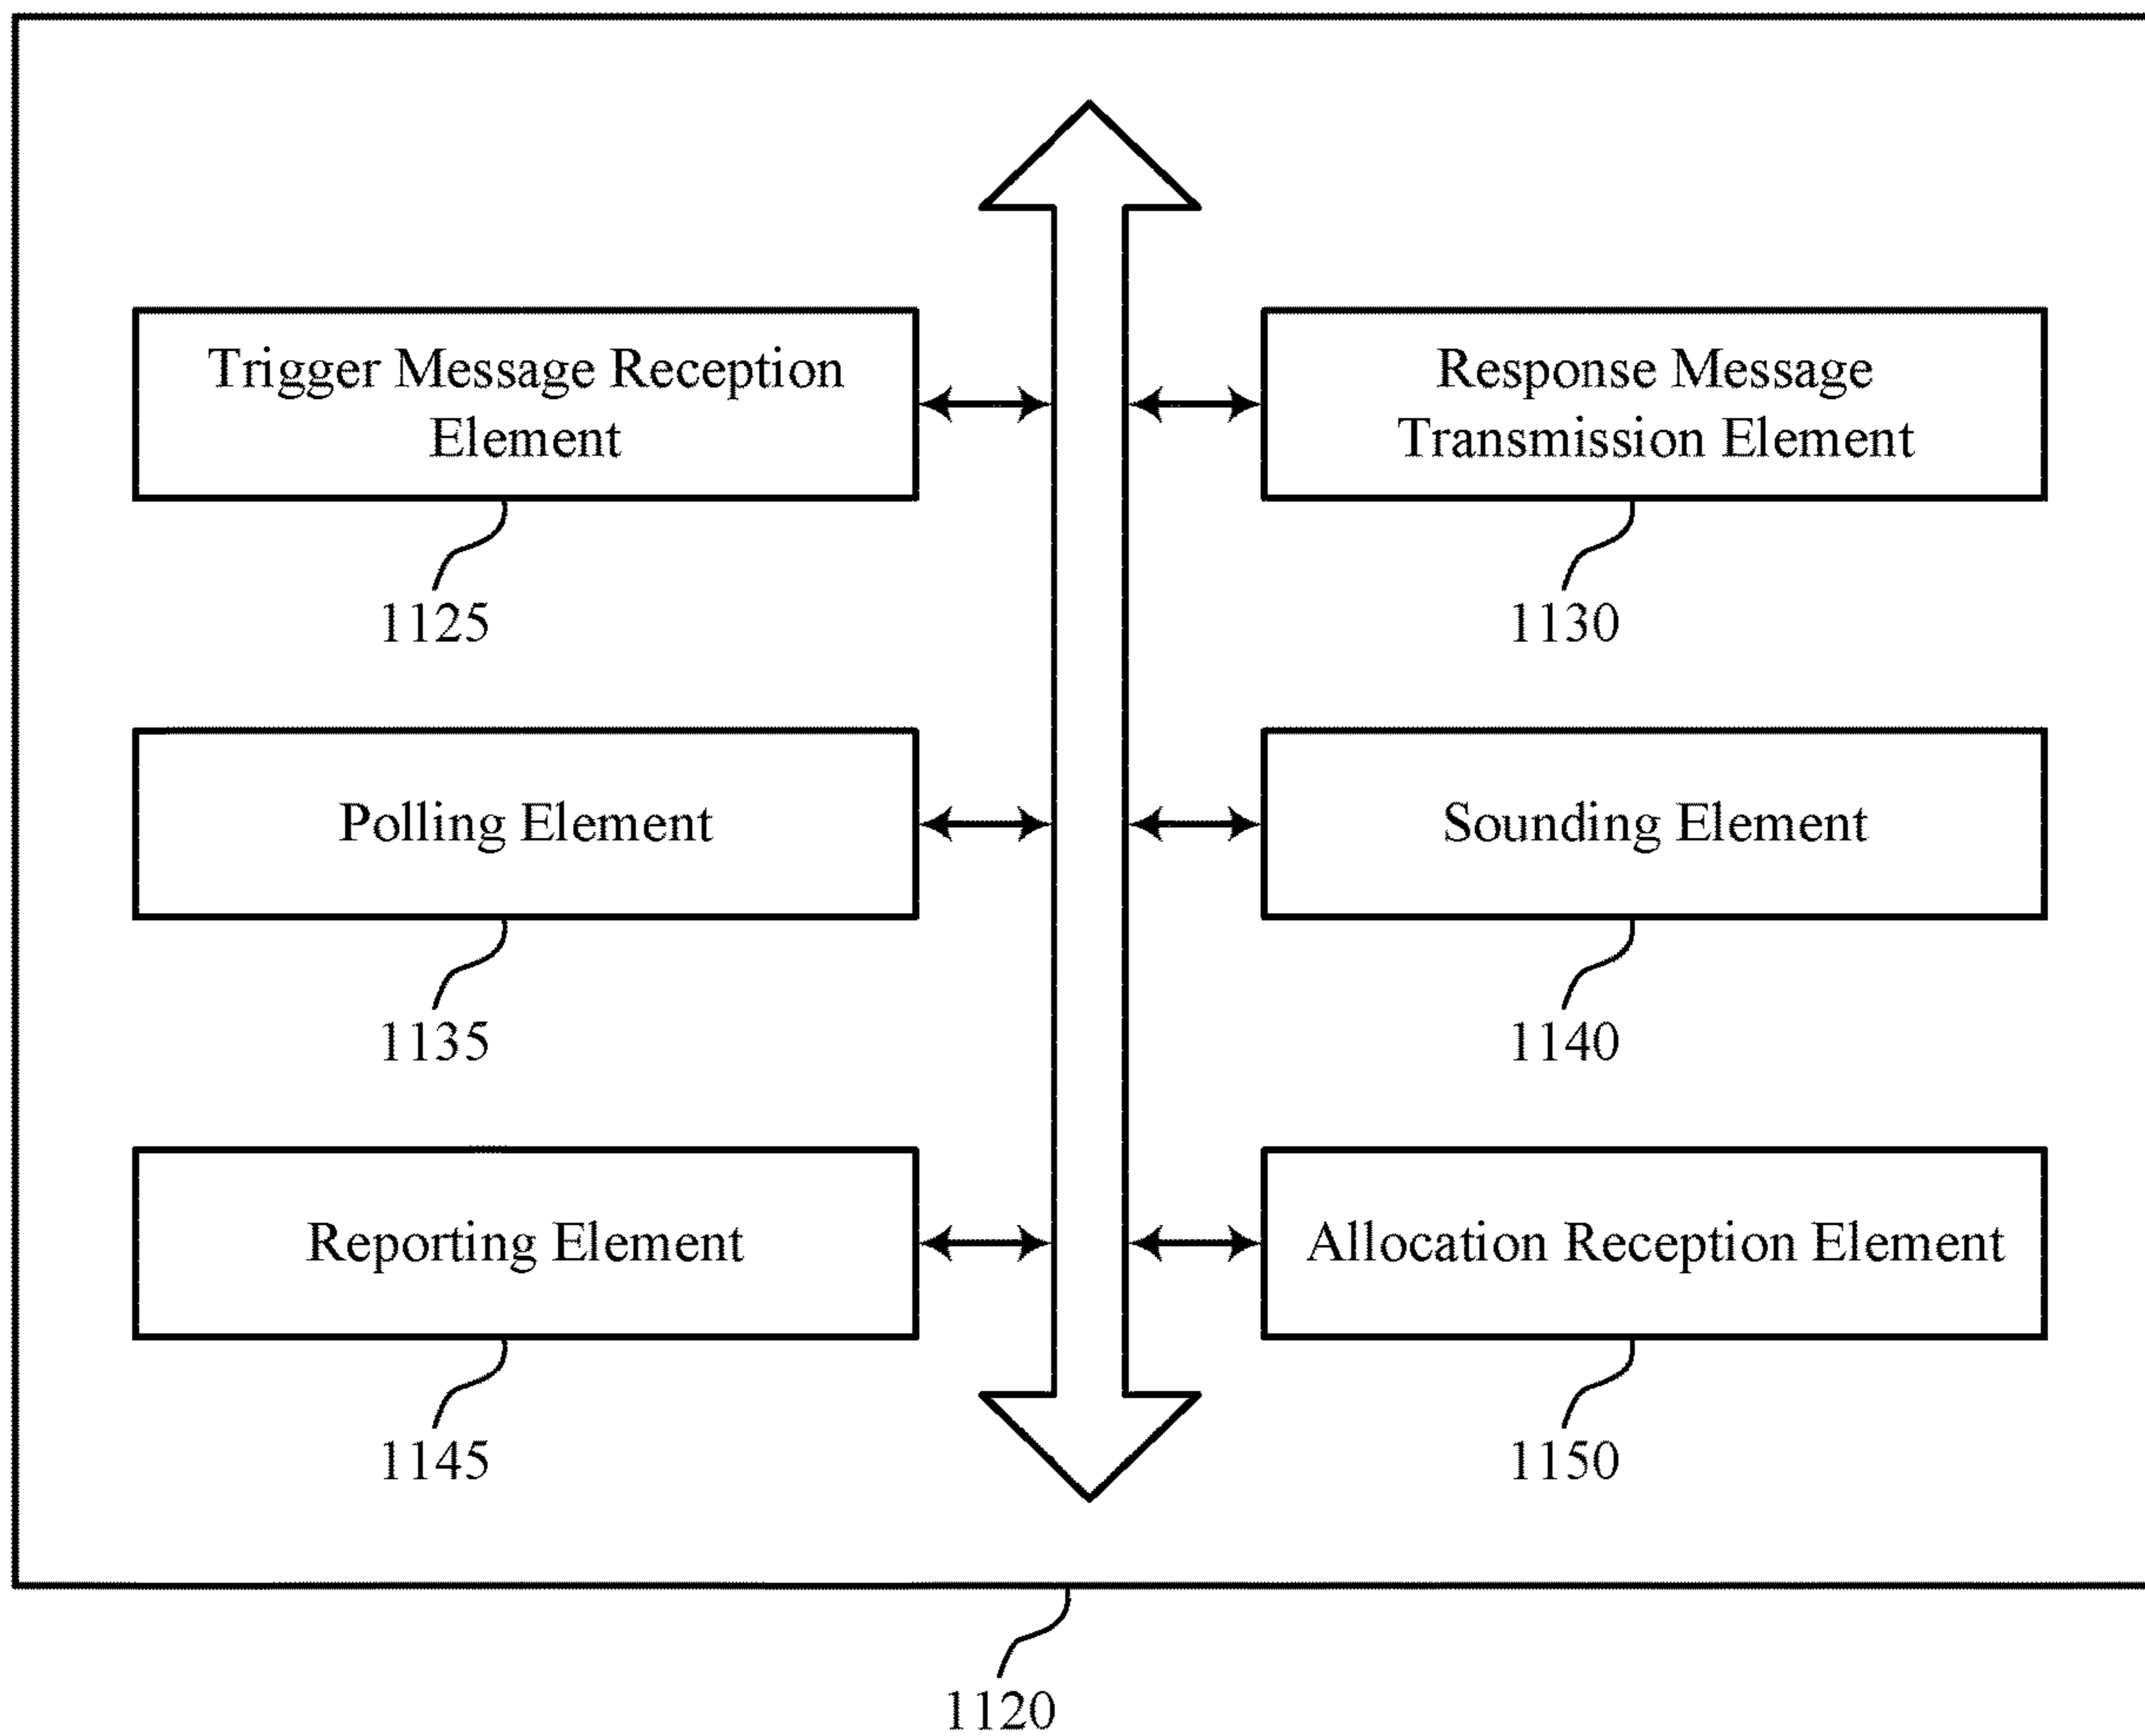 Trigger Message Reception
Element
1125
Response Message
Transmission Element
1130
Polling Element
1135
Sounding Element
1140
Reporting Element
1145
Allocation Reception Element
1150
1120